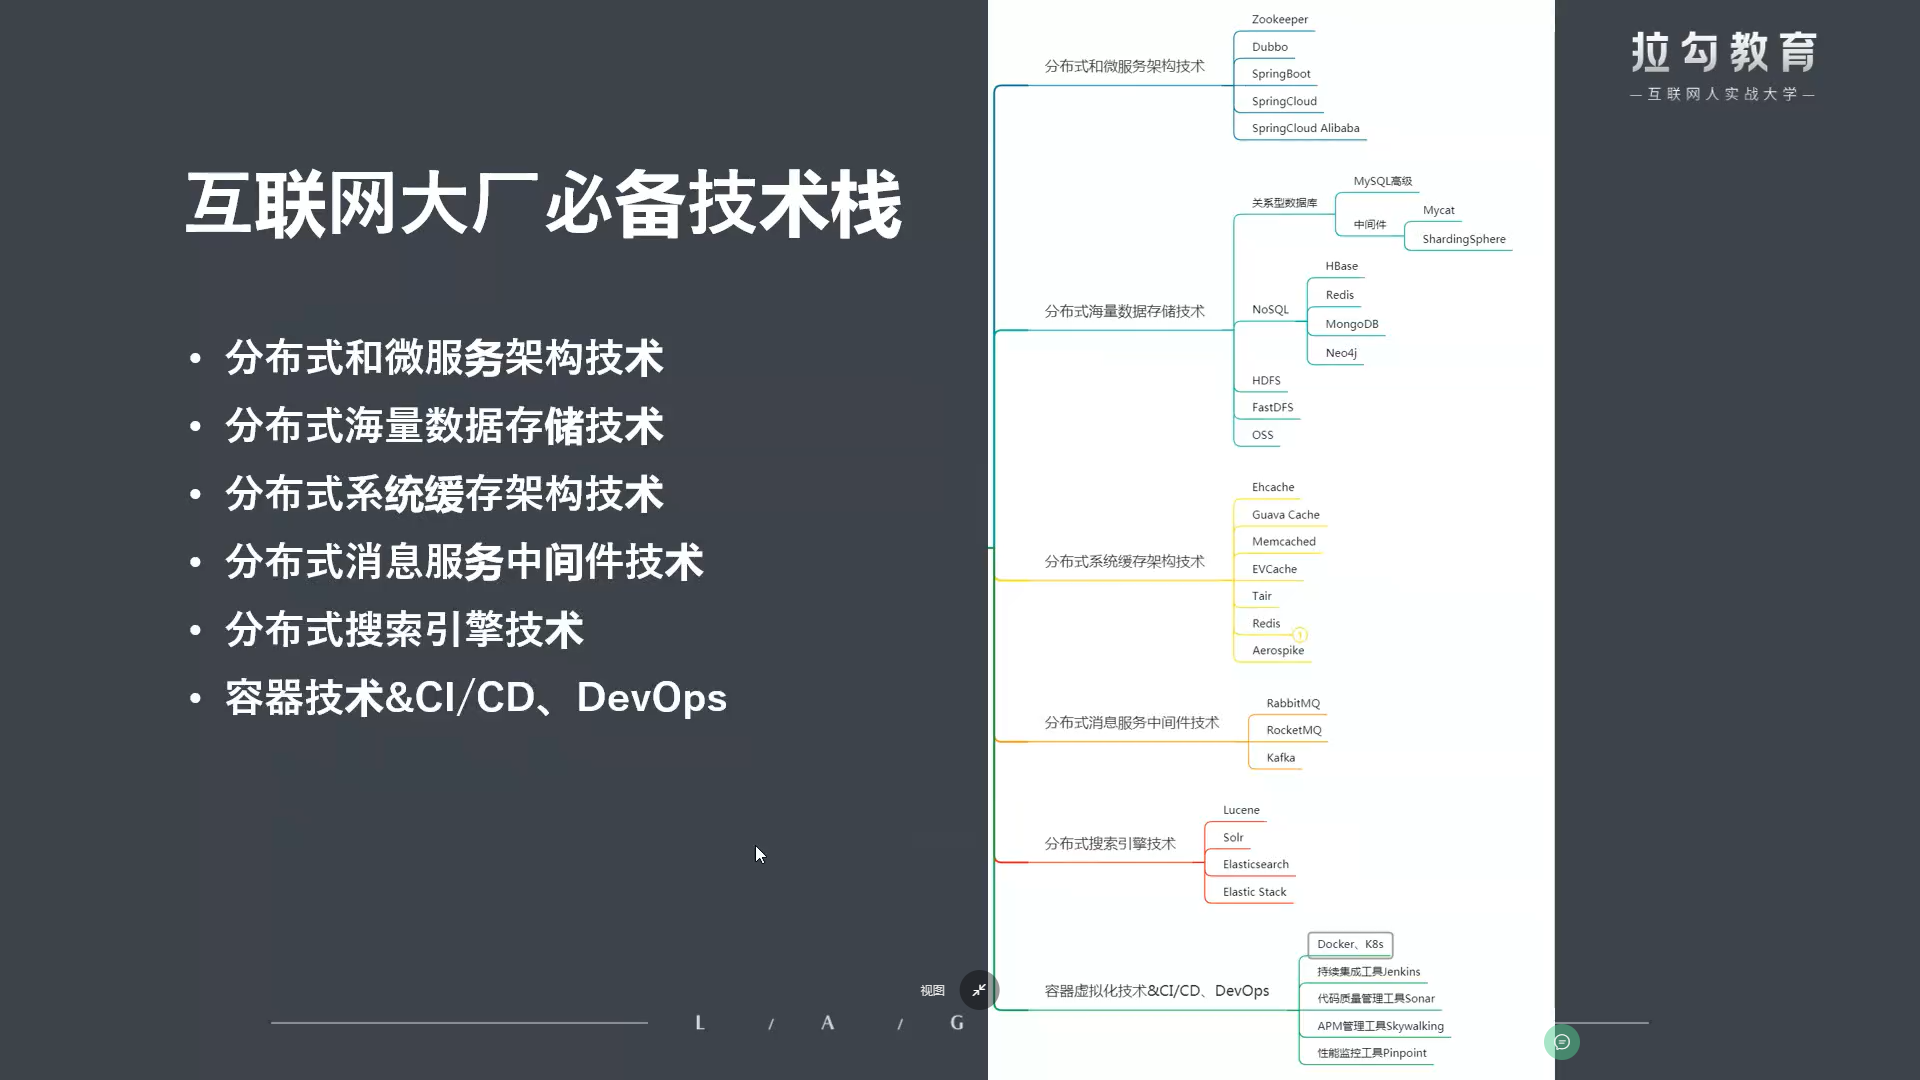 互联网大厂必备技术栈
• 分布式和微服务架构技术
• 分布式海量数据存储技术
• 分布式系统缓存架构技术
• 分布式消息服务中间件技术
• 分布式搜索引擎技术
• 容器技术&CI/CD、DevOps
分布式和微服务架构技术
Zookeeper
Dubbo
SpringBoot
SpringCloud
SpringCloud Alibaba
分布式海量数据存储技术
关系型数据库
MySQL高级
中间件
Mycat
ShardingSphere
NoSQL
HBase
Redis
MongoDB
Neo4j
HDFS
FastDFS
OSS
分布式系统缓存架构技术
Ehcache
Guava Cache
Memcached
EVCache
Tair
Redis
1
Aerospike
分布式消息服务中间件技术
RabbitMQ
RocketMQ
Kafka
分布式搜索引擎技术
Lucene
Solr
Elasticsearch
Elastic Stack
容器虚拟化技术&CI/CD、DevOps
Docker、K8s
持续集成工具Jenkins
代码质量管理工具Sonar
APM管理工具Skywalking
性能监控工具Pinpoint
拉勾教育
—互联网人实战大学—
视图
L / A / G